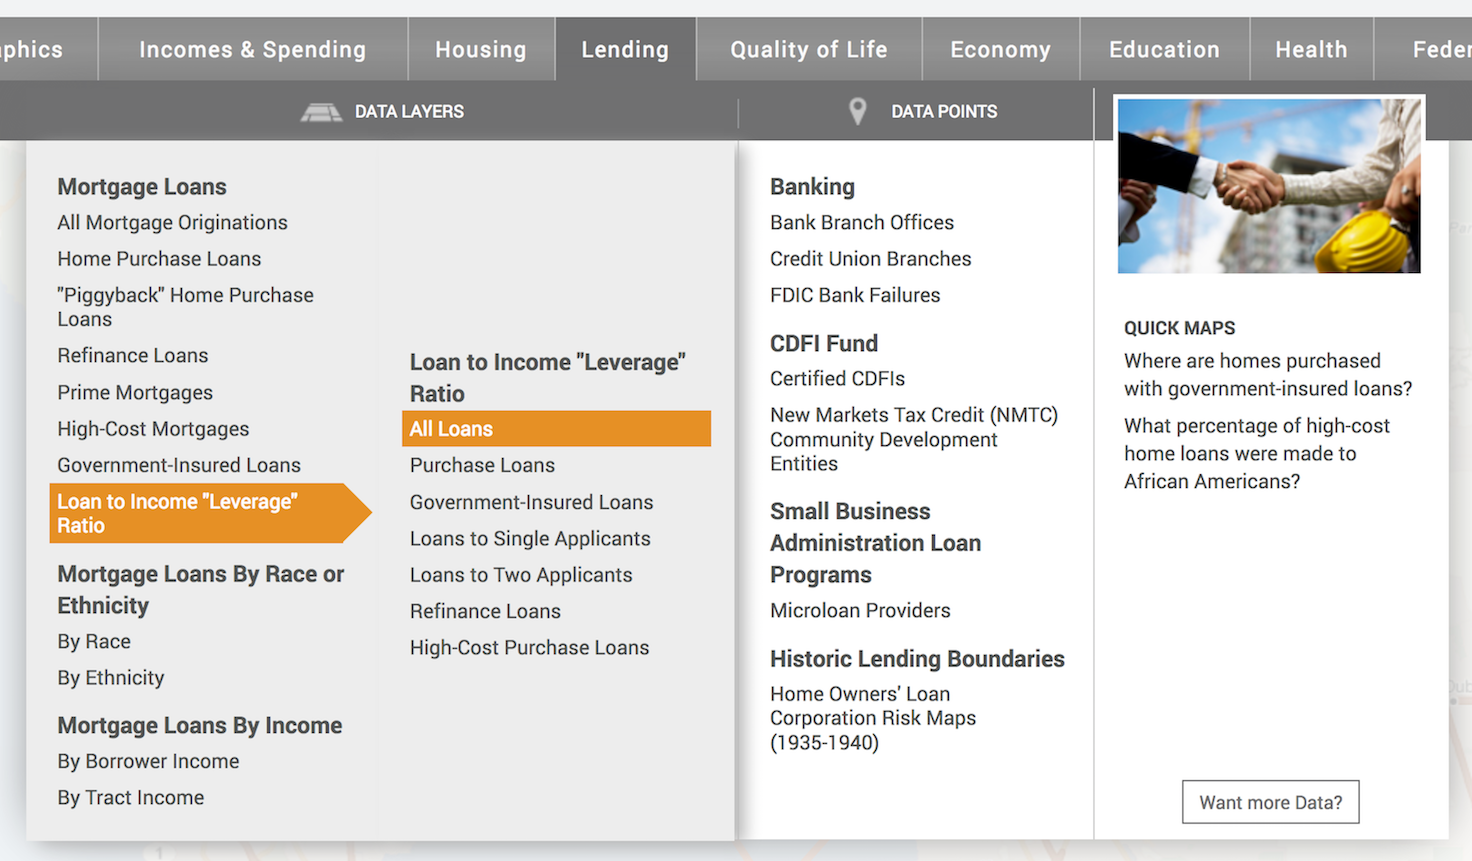 phics
Incomes & Spending
Housing
Lending
Quality of Life
Economy
Education
Health
Feder
DATA LAYERS
DATA POINTS
Mortgage Loans
All Mortgage Originations
Home Purchase Loans
"Piggyback" Home Purchase
Loans
Refinance Loans
Prime Mortgages
High-Cost Mortgages
Government-Insured Loans
Loan to Income "Leverage"
Ratio
Mortgage Loans By Race or
Ethnicity
By Race
By Ethnicity
Mortgage Loans By Income
By Borrower Income
By Tract Income
Loan to Income "Leverage"
Ratio
All Loans
Purchase Loans
Government-Insured Loans
Loans to Single Applicants
Loans to Two Applicants
Refinance Loans
High-Cost Purchase Loans
Banking
Bank Branch Offices
Credit Union Branches
FDIC Bank Failures
CDFI Fund
Certified CDFIs
New Markets Tax Credit (NMTC)
Community Development
Entities
Small Business
Administration Loan
Programs
Microloan Providers
Historic Lending Boundaries
Home Owners' Loan
Corporation Risk Maps
(1935-1940)
QUICK MAPS
Where are homes purchased
with government-insured loans?
What percentage of high-cost
home loans were made to
African Americans?
Want more Data?